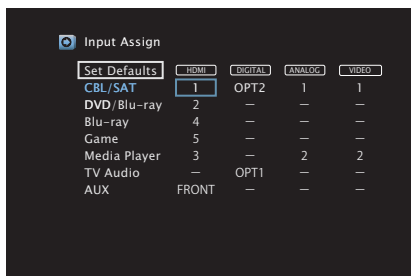 Input Assign
Set Defaults HDMI DIGITAL ANALOG VIDEO
CBL/SAT 1 OPT2 1 1
DVD/Blu-ray 2 – – –
Blu-ray 4 – – –
Game 5 – – –
Media Player 3 – 2 2
TV Audio – OPT1 – –
AUX FRONT – – –